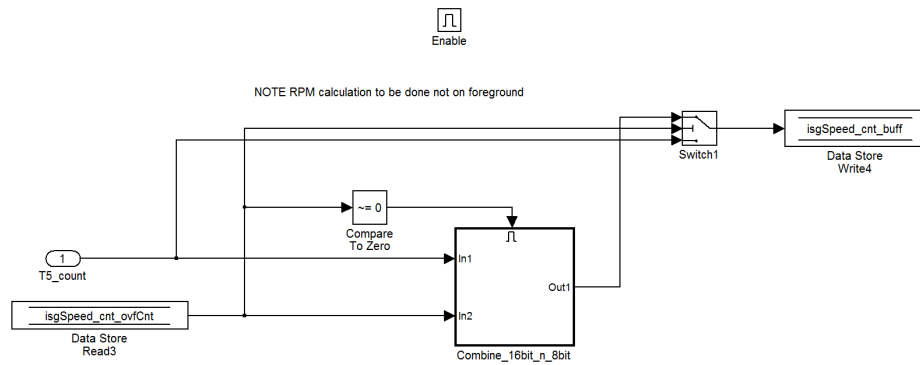 Enable
NOTE RPM calculation to be done not on foreground
isgSpeed_cnt_buff
Switch1
Data Store
Write4
~= 0
Compare
To Zero
1
T5_count
In1
Out1
isgSpeed_cnt_ovfCnt
In2
Data Store
Read3
Combine_16bit_n_8bit